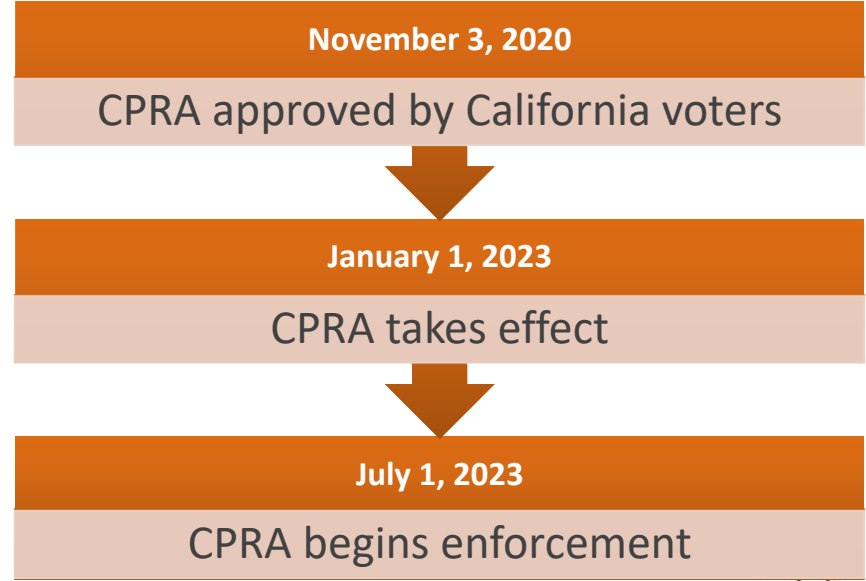 November 3, 2020
CPRA approved by California voters
January 1, 2023
CPRA takes effect
July 1, 2023
CPRA begins enforcement